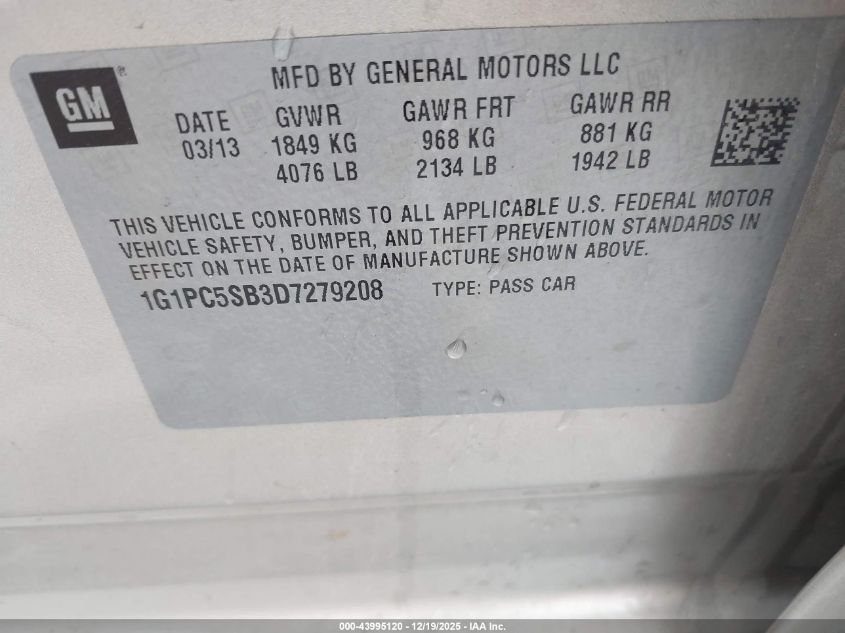 GM
MFD BY GENERAL MOTORS LLC
DATE GVWR GAWR FRT GAWR RR
03/13 1849 KG 968 KG 881 KG
4076 LB 2134 LB 1942 LB
THIS VEHICLE CONFORMS TO ALL APPLICABLE U.S. FEDERAL MOTOR
VEHICLE SAFETY, BUMPER, AND THEFT PREVENTION STANDARDS IN
EFFECT ON THE DATE OF MANUFACTURE SHOWN ABOVE.
1G1PC5SB3D7279208 TYPE: PASS CAR
000-43995120 - 12/19/2025 - IAA Inc.